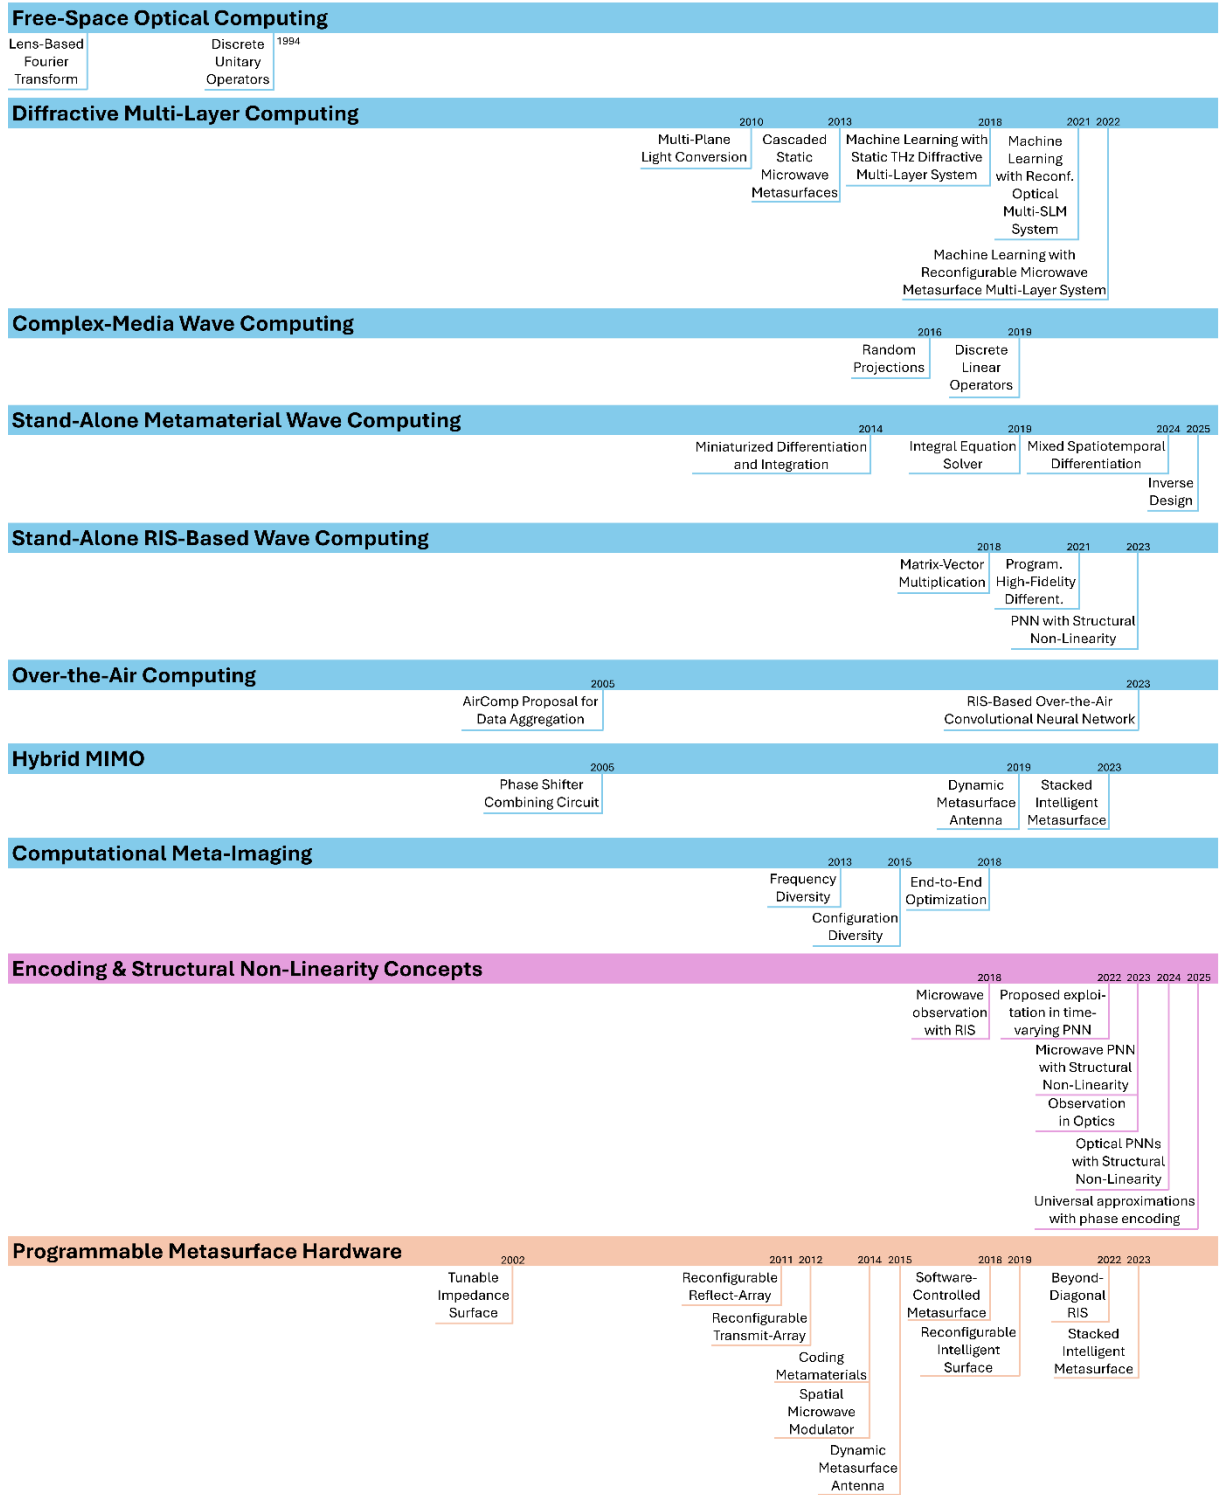 Free-Space Optical Computing
Lens-Based
Fourier
Transform
Discrete
Unitary
Operators
1994
Diffractive Multi-Layer Computing
2010
2013
2018
2021
2022
Multi-Plane
Light Conversion
Cascaded
Static
Microwave
Metasurfaces
Machine Learning with
Static THz Diffractive
Multi-Layer System
Machine
Learning
with Reconf.
Optical
Multi-SLM
System
Machine Learning with
Reconfigurable Microwave
Metasurface Multi-Layer System
Complex-Media Wave Computing
2016
2019
Random
Projections
Discrete
Linear
Operators
Stand-Alone Metamaterial Wave Computing
2014
2019
2024
2025
Miniaturized Differentiation
and Integration
Integral Equation
Solver
Mixed Spatiotemporal
Differentiation
Inverse
Design
Stand-Alone RIS-Based Wave Computing
2018
2021
2023
Matrix-Vector
Multiplication
Program.
High-Fidelity
Different.
PNN with Structural
Non-Linearity
Over-the-Air Computing
2005
2023
AirComp Proposal for
Data Aggregation
RIS-Based Over-the-Air
Convolutional Neural Network
Hybrid MIMO
2005
2019
2023
Phase Shifter
Combining Circuit
Dynamic
Metasurface
Antenna
Stacked
Intelligent
Metasurface
Computational Meta-Imaging
2013
2015
2018
Frequency
Diversity
Configuration
Diversity
End-to-End
Optimization
Encoding & Structural Non-Linearity Concepts
2018
2022
2023
2024
2025
Microwave
observation
with RIS
Proposed exploi-
tation in time-
varying PNN
Microwave PNN
with Structural
Non-Linearity
Observation
in Optics
Optical PNNs
with Structural
Non-Linearity
Universal approximations
with phase encoding
Programmable Metasurface Hardware
2002
2011
2012
2014
2015
2018
2019
2022
2023
Tunable
Impedance
Surface
Reconfigurable
Reflect-Array
Reconfigurable
Transmit-Array
Coding
Metamaterials
Spatial
Microwave
Modulator
Dynamic
Metasurface
Antenna
Software-
Controlled
Metasurface
Reconfigurable
Intelligent
Surface
Beyond-
Diagonal
RIS
Stacked
Intelligent
Metasurface